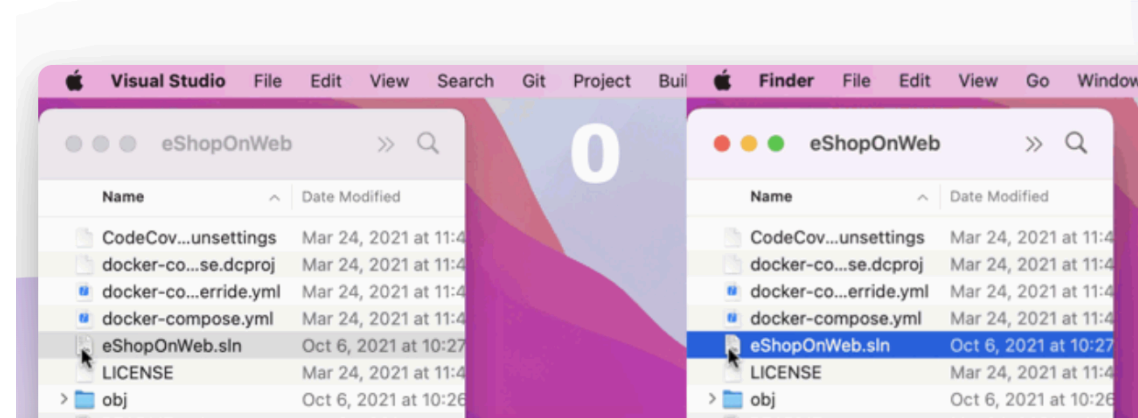 Visual Studio File Edit View Search Git Project Buil
eShopOnWeb
Name Date Modified
CodeCov...unsettings Mar 24, 2021 at 11:4
docker-co...se.dcproj Mar 24, 2021 at 11:4
docker-co...erride.yml Mar 24, 2021 at 11:4
docker-compose.yml Mar 24, 2021 at 11:4
eShopOnWeb.sln Oct 6, 2021 at 10:27
LICENSE Mar 24, 2021 at 11:4
obj Oct 6, 2021 at 10:26
0
Finder File Edit View Go Window
eShopOnWeb
Name Date Modified
CodeCov...unsettings Mar 24, 2021 at 11:4
docker-co...se.dcproj Mar 24, 2021 at 11:4
docker-co...erride.yml Mar 24, 2021 at 11:4
docker-compose.yml Mar 24, 2021 at 11:4
eShopOnWeb.sln Oct 6, 2021 at 10:27
LICENSE Mar 24, 2021 at 11:4
obj Oct 6, 2021 at 10:26